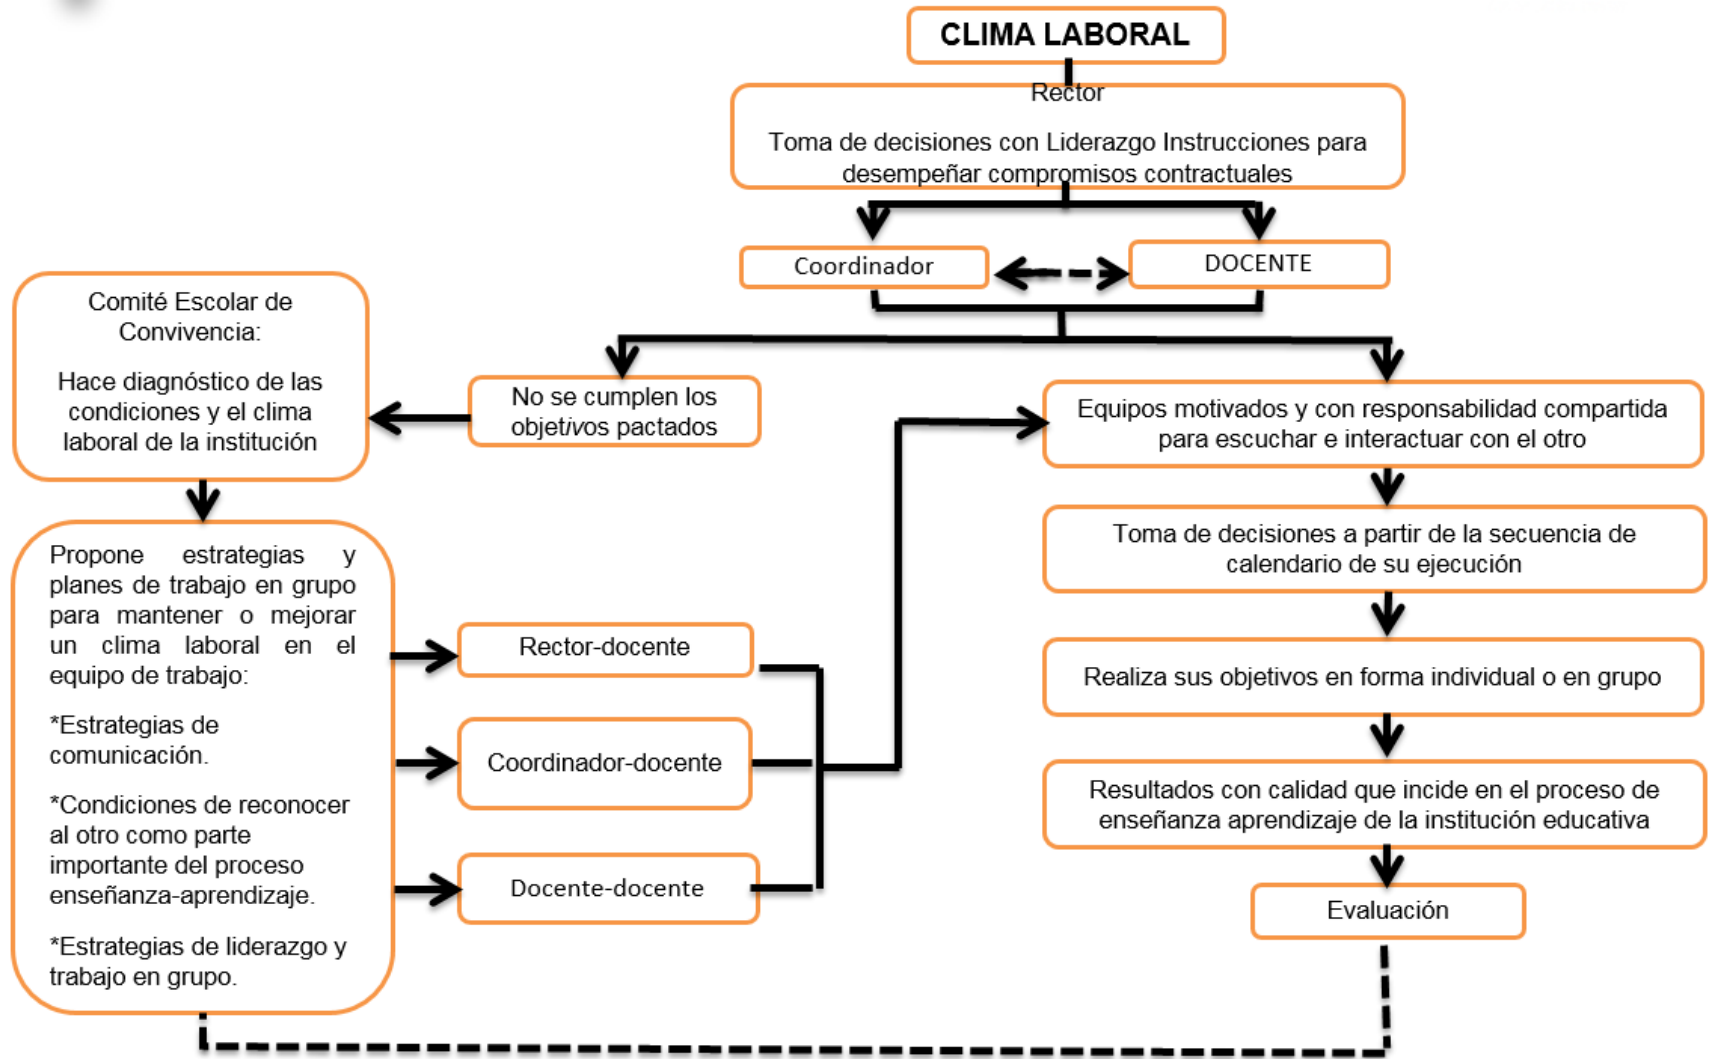 CLIMA LABORAL
Rector
Toma de decisiones con Liderazgo Instrucciones para
desempeñar compromisos contractuales
Coordinador
DOCENTE
Comité Escolar de
Convivencia:
Hace diagnóstico de las
condiciones y el clima
laboral de la institución
No se cumplen los
objetivos pactados
Equipos motivados y con responsabilidad compartida
para escuchar e interactuar con el otro
Toma de decisiones a partir de la secuencia de
calendario de su ejecución
Propone estrategias y
planes de trabajo en grupo
para mantener o mejorar
un clima laboral en el
equipo de trabajo:
*Estrategias de
comunicación.
*Condiciones de reconocer
al otro como parte
importante del proceso
enseñanza-aprendizaje.
*Estrategias de liderazgo y
trabajo en grupo.
Rector-docente
Coordinador-docente
Docente-docente
Realiza sus objetivos en forma individual o en grupo
Resultados con calidad que incide en el proceso de
enseñanza aprendizaje de la institución educativa
Evaluación